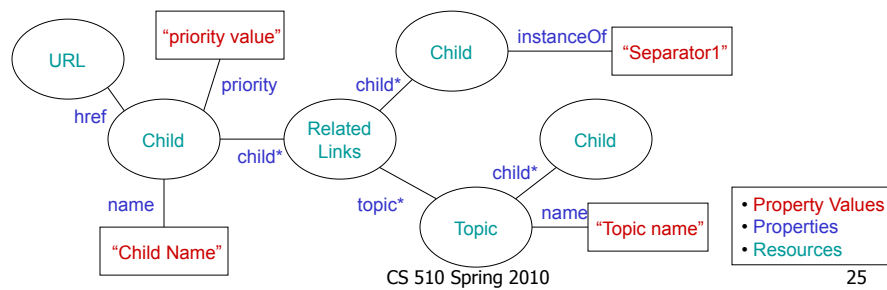 "priority value"
URL
priority
href
Child
name
"Child Name"
child*
Related
Links
child*
Child
instanceOf
"Separator1"
topic*
Topic
child*
Child
name
"Topic name"
• Property Values
• Properties
• Resources
CS 510 Spring 2010
25